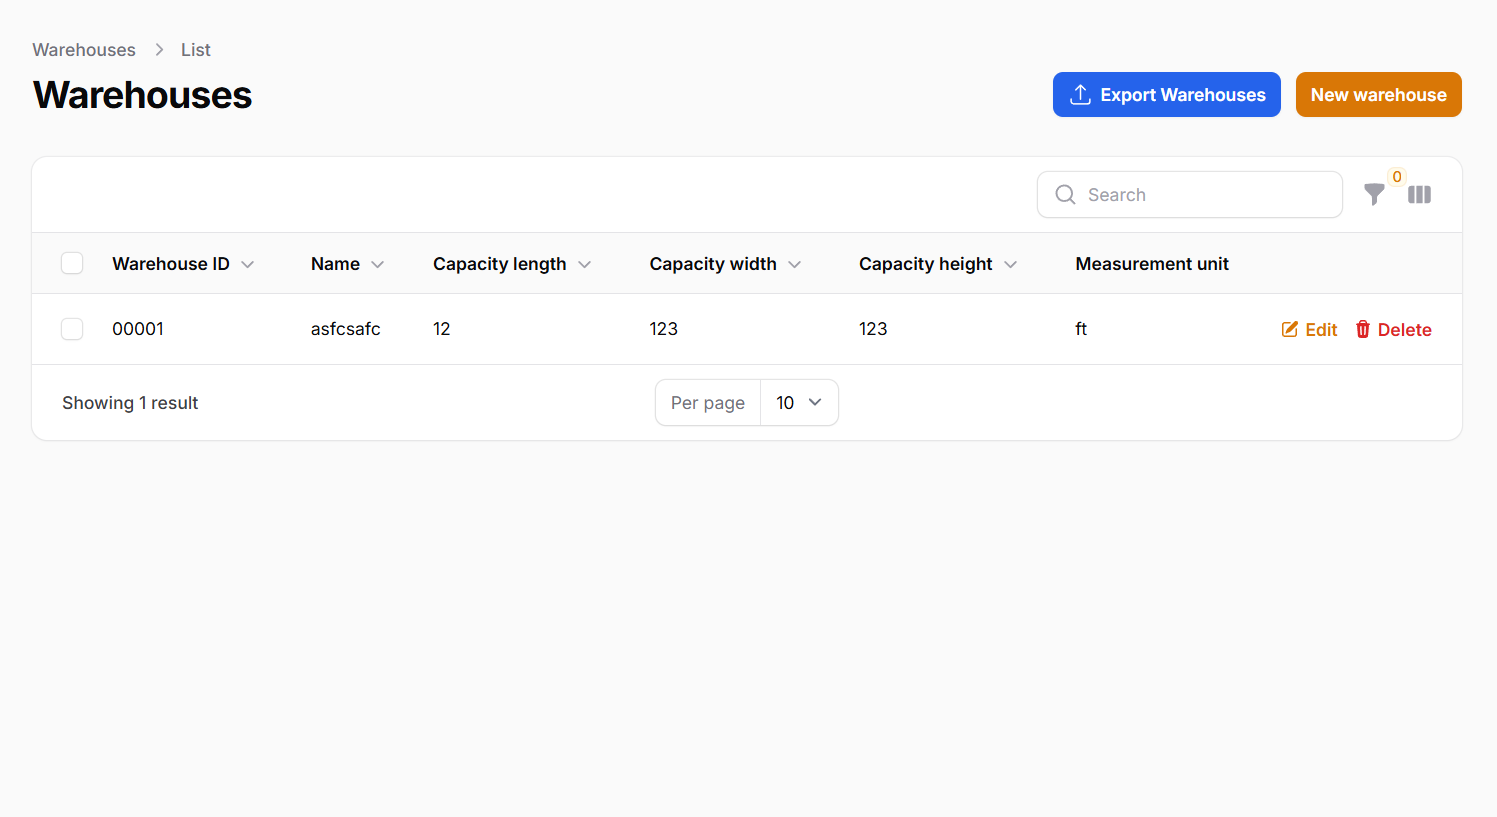 Warehouses > List
Warehouses
Export Warehouses
New warehouse
Search
0
Warehouse ID Name Capacity length Capacity width Capacity height Measurement unit
00001 asfcsafc 12 123 123 ft Edit Delete
Showing 1 result Per page 10